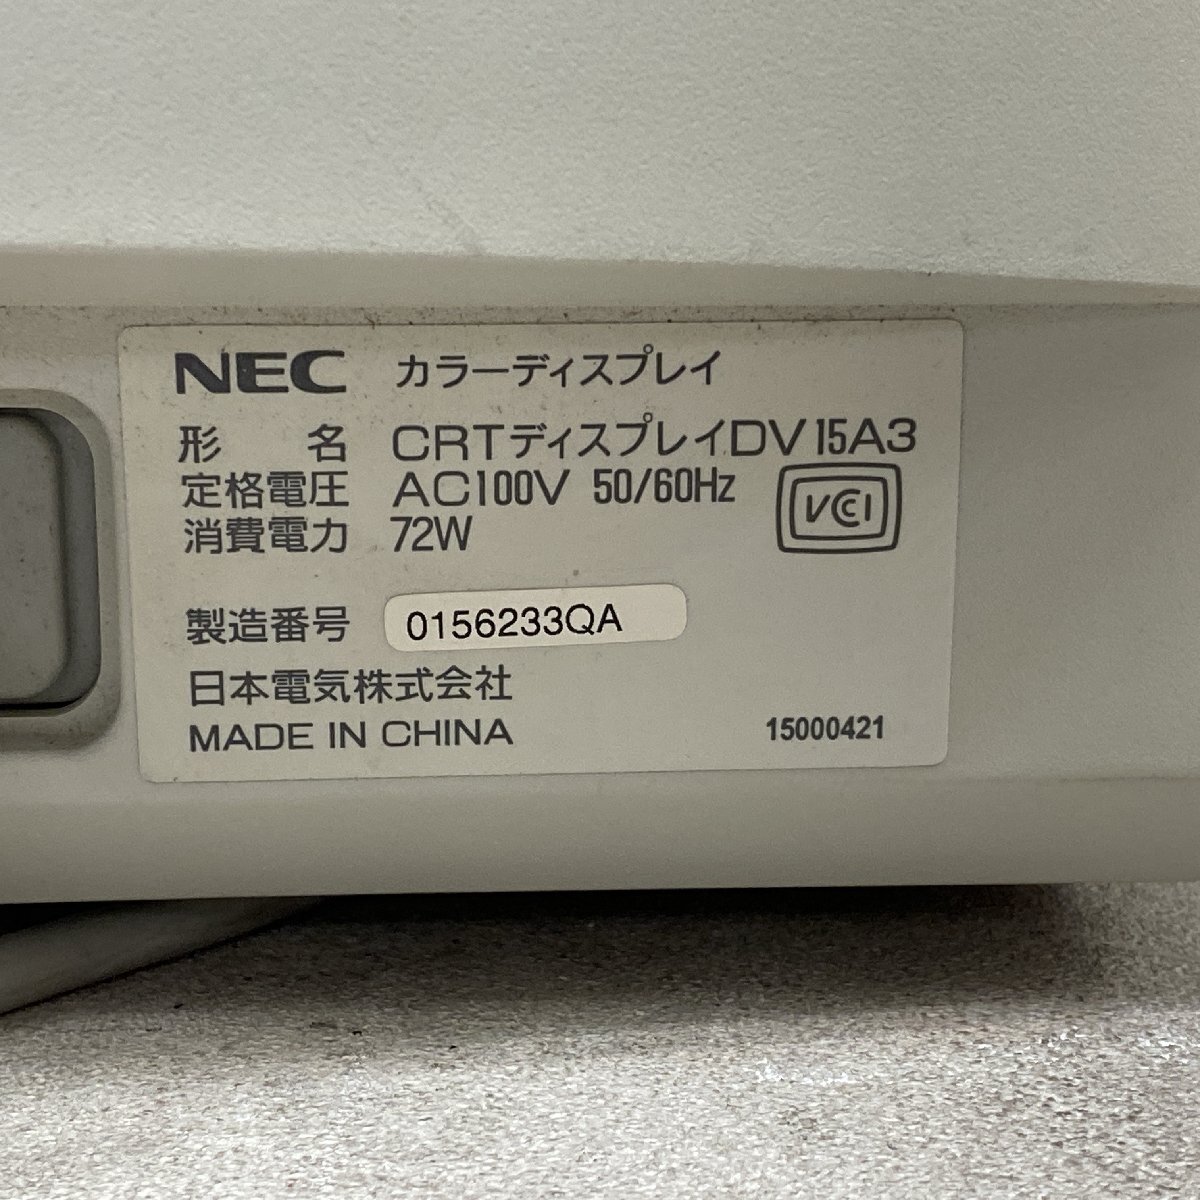 NEC カラーディスプレイ
形 名 CRTディスプレイDV15A3
定格電圧 AC100V 50/60Hz
消費電力 72W
VCCI
製造番号 0156233QA
日本電気株式会社
MADE IN CHINA 15000421